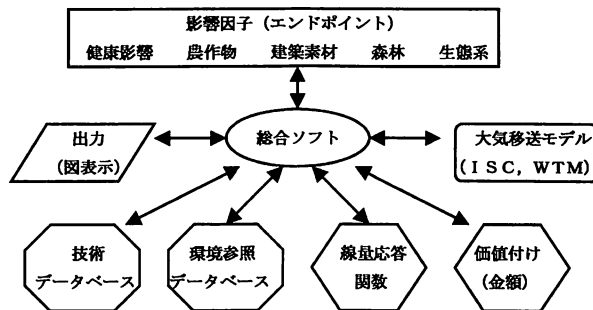 影響因子(エンドポイント)
健康影響 農作物 建築素材 森林 生態系
出力
(図表示)
総合ソフト
大気移送モデル
(ISC, WTM)
技術
データベース
環境参照
データベース
線量応答
関数
価値付け
(金額)